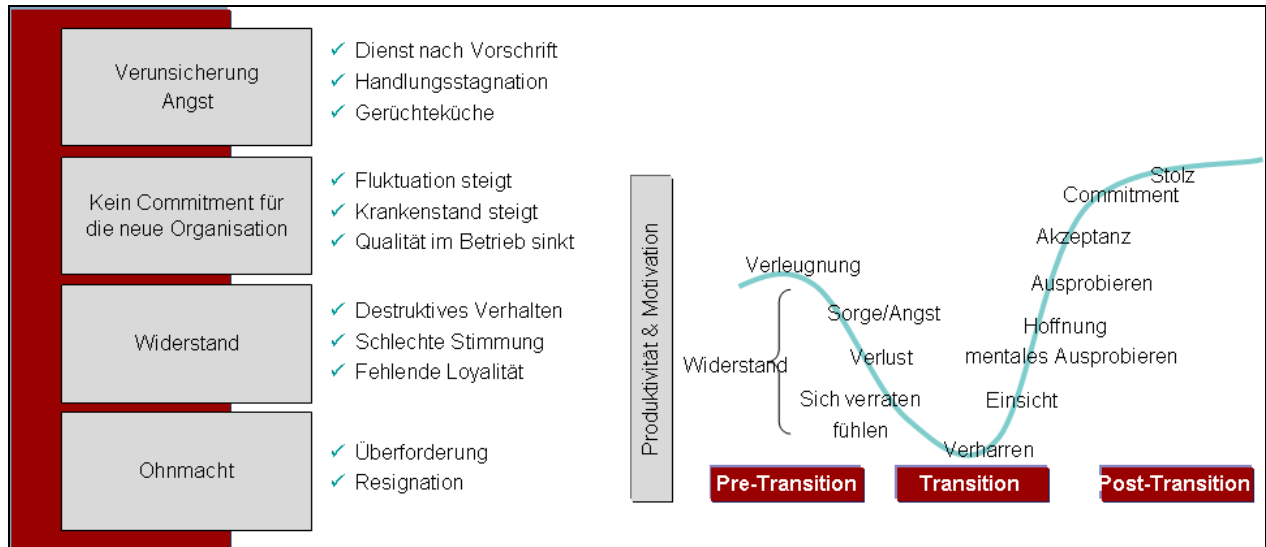 Verunsicherung
Angst
Dienst nach Vorschrift
Handlungsstagnation
Gerüchteküche
Kein Commitment für
die neue Organisation
Fluktuation steigt
Krankenstand steigt
Qualität im Betrieb sinkt
Widerstand
Destruktives Verhalten
Schlechte Stimmung
Fehlende Loyalität
Ohnmacht
Überforderung
Resignation
Produktivität & Motivation
Verleugnung
Widerstand
Sorge/Angst
Verlust
Sich verraten
fühlen
Verharren
Einsicht
mentales Ausprobieren
Hoffnung
Ausprobieren
Akzeptanz
Commitment
Stolz
Pre-Transition
Transition
Post-Transition